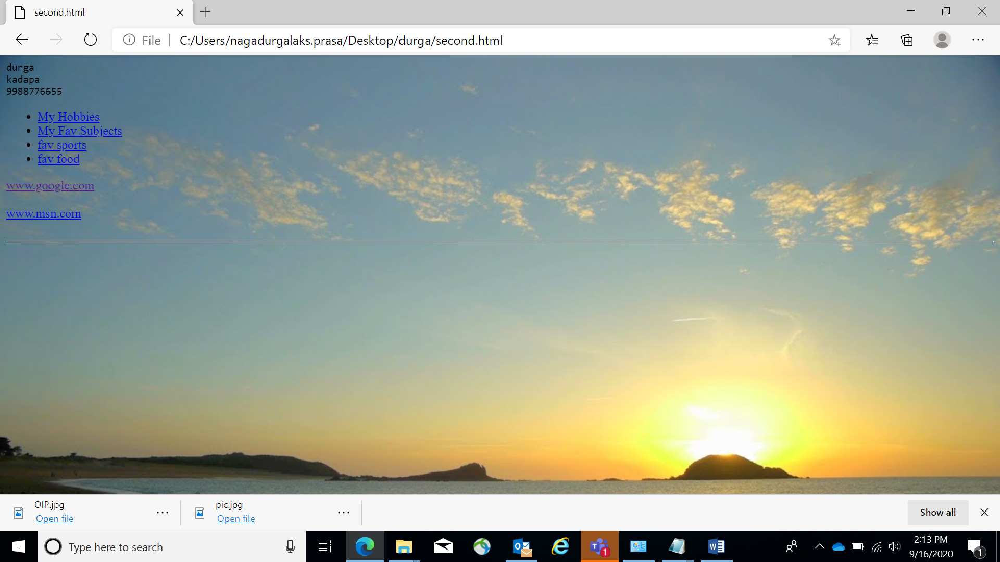 second.html
File
C:/Users/nagadurgalaks.prasa/Desktop/durga/second.html
durga
kadapa
9988776655
My Hobbies
My Fav Subjects
fav sports
fav food
www.google.com
www.msn.com
OIP.jpg
Open file
pic.jpg
Open file
Show all
Type here to search
T
1
W
2:13 PM
9/16/2020
1